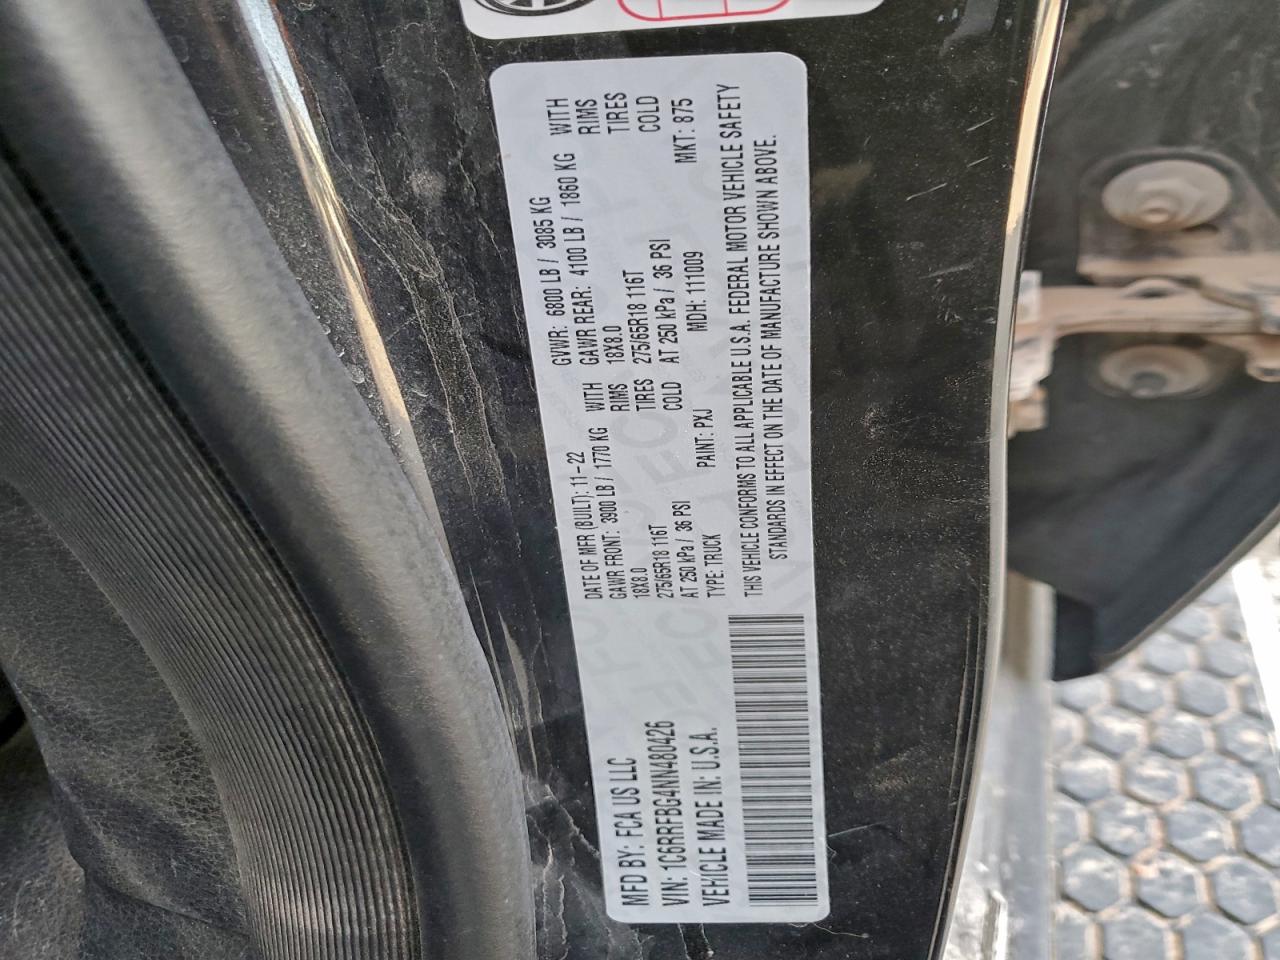 MFD BY: FCA US LLC
DATE OF MFR (BUILT): 11-22 GVWR: 6800 LB / 3085 KG
GAWR FRONT: 3900 LB / 1770 KG WITH GAWR REAR: 4100 LB / 1860 KG WITH
18X8.0 RIMS 18X8.0 RIMS
275/65R18 116T TIRES 275/65R18 116T TIRES
AT 250 kPa / 36 PSI COLD AT 250 kPa / 36 PSI COLD
VIN: 1C6RRFBG4NN480426
VEHICLE MADE IN: U.S.A.
TYPE: TRUCK PAINT: PXJ MDH: 111009 MKT: 875
THIS VEHICLE CONFORMS TO ALL APPLICABLE U.S.A. FEDERAL MOTOR VEHICLE SAFETY
STANDARDS IN EFFECT ON THE DATE OF MANUFACTURE SHOWN ABOVE.